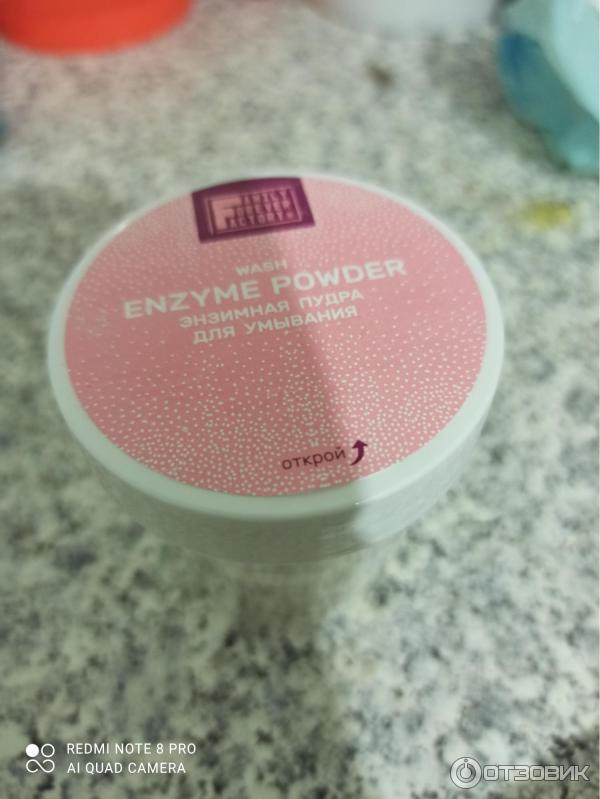 WASH
ENZYME POWDER
ЭНЗИМНАЯ ПУДРА
ДЛЯ УМЫВАНИЯ
открой
REDMI NOTE 8 PRO
AI QUAD CAMERA
ОТЗОВИК